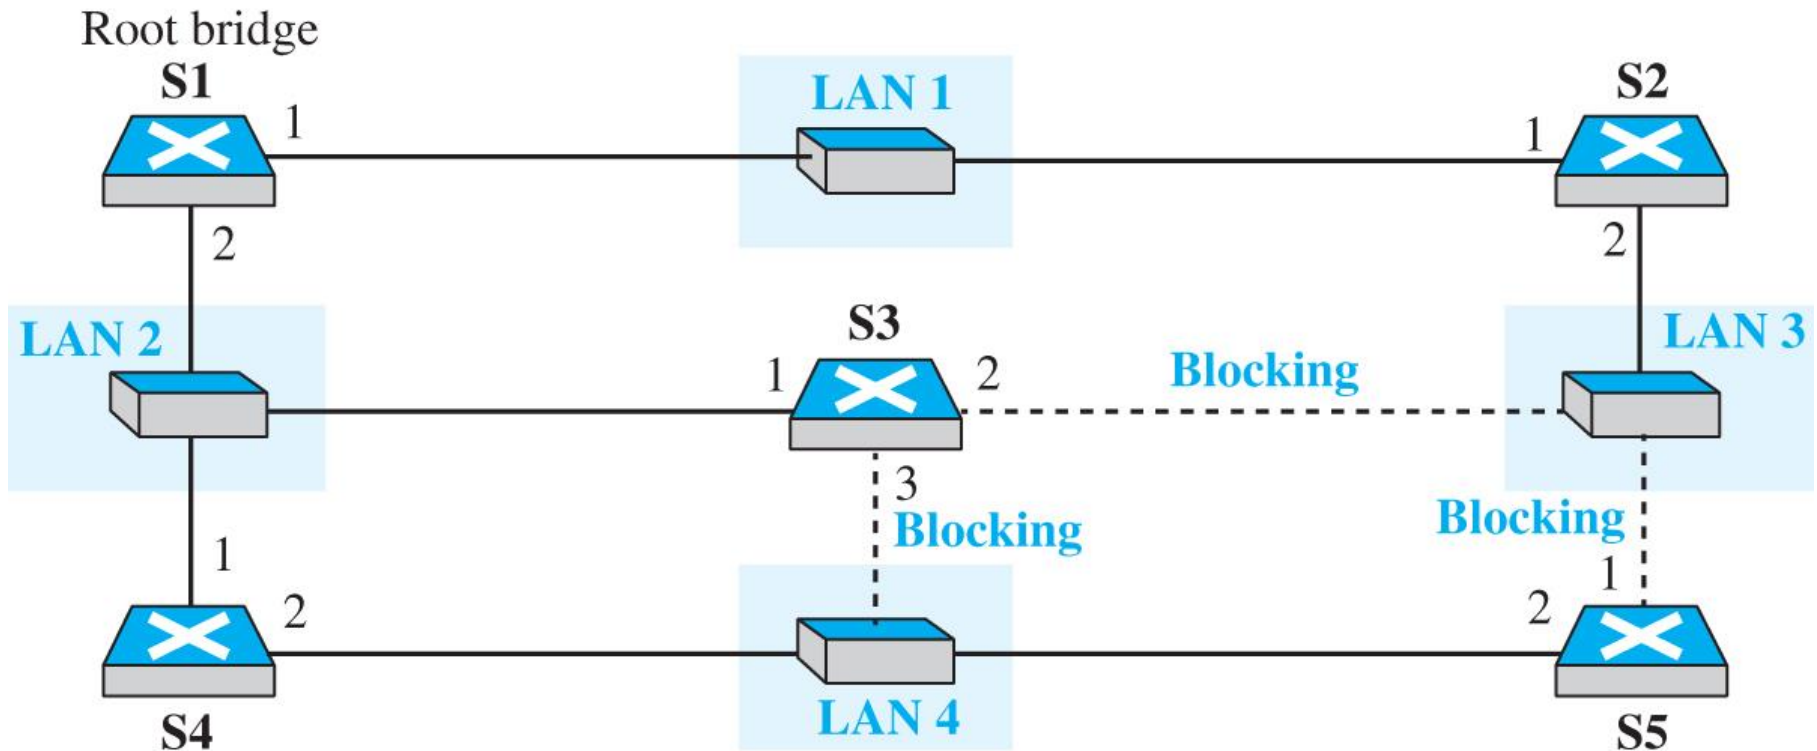 Root bridge
S1
LAN 1
S2
1
1
2
2
S3
LAN 2
LAN 3
1
2
Blocking
3
Blocking
Blocking
1
1
2
2
S4
LAN 4
S5